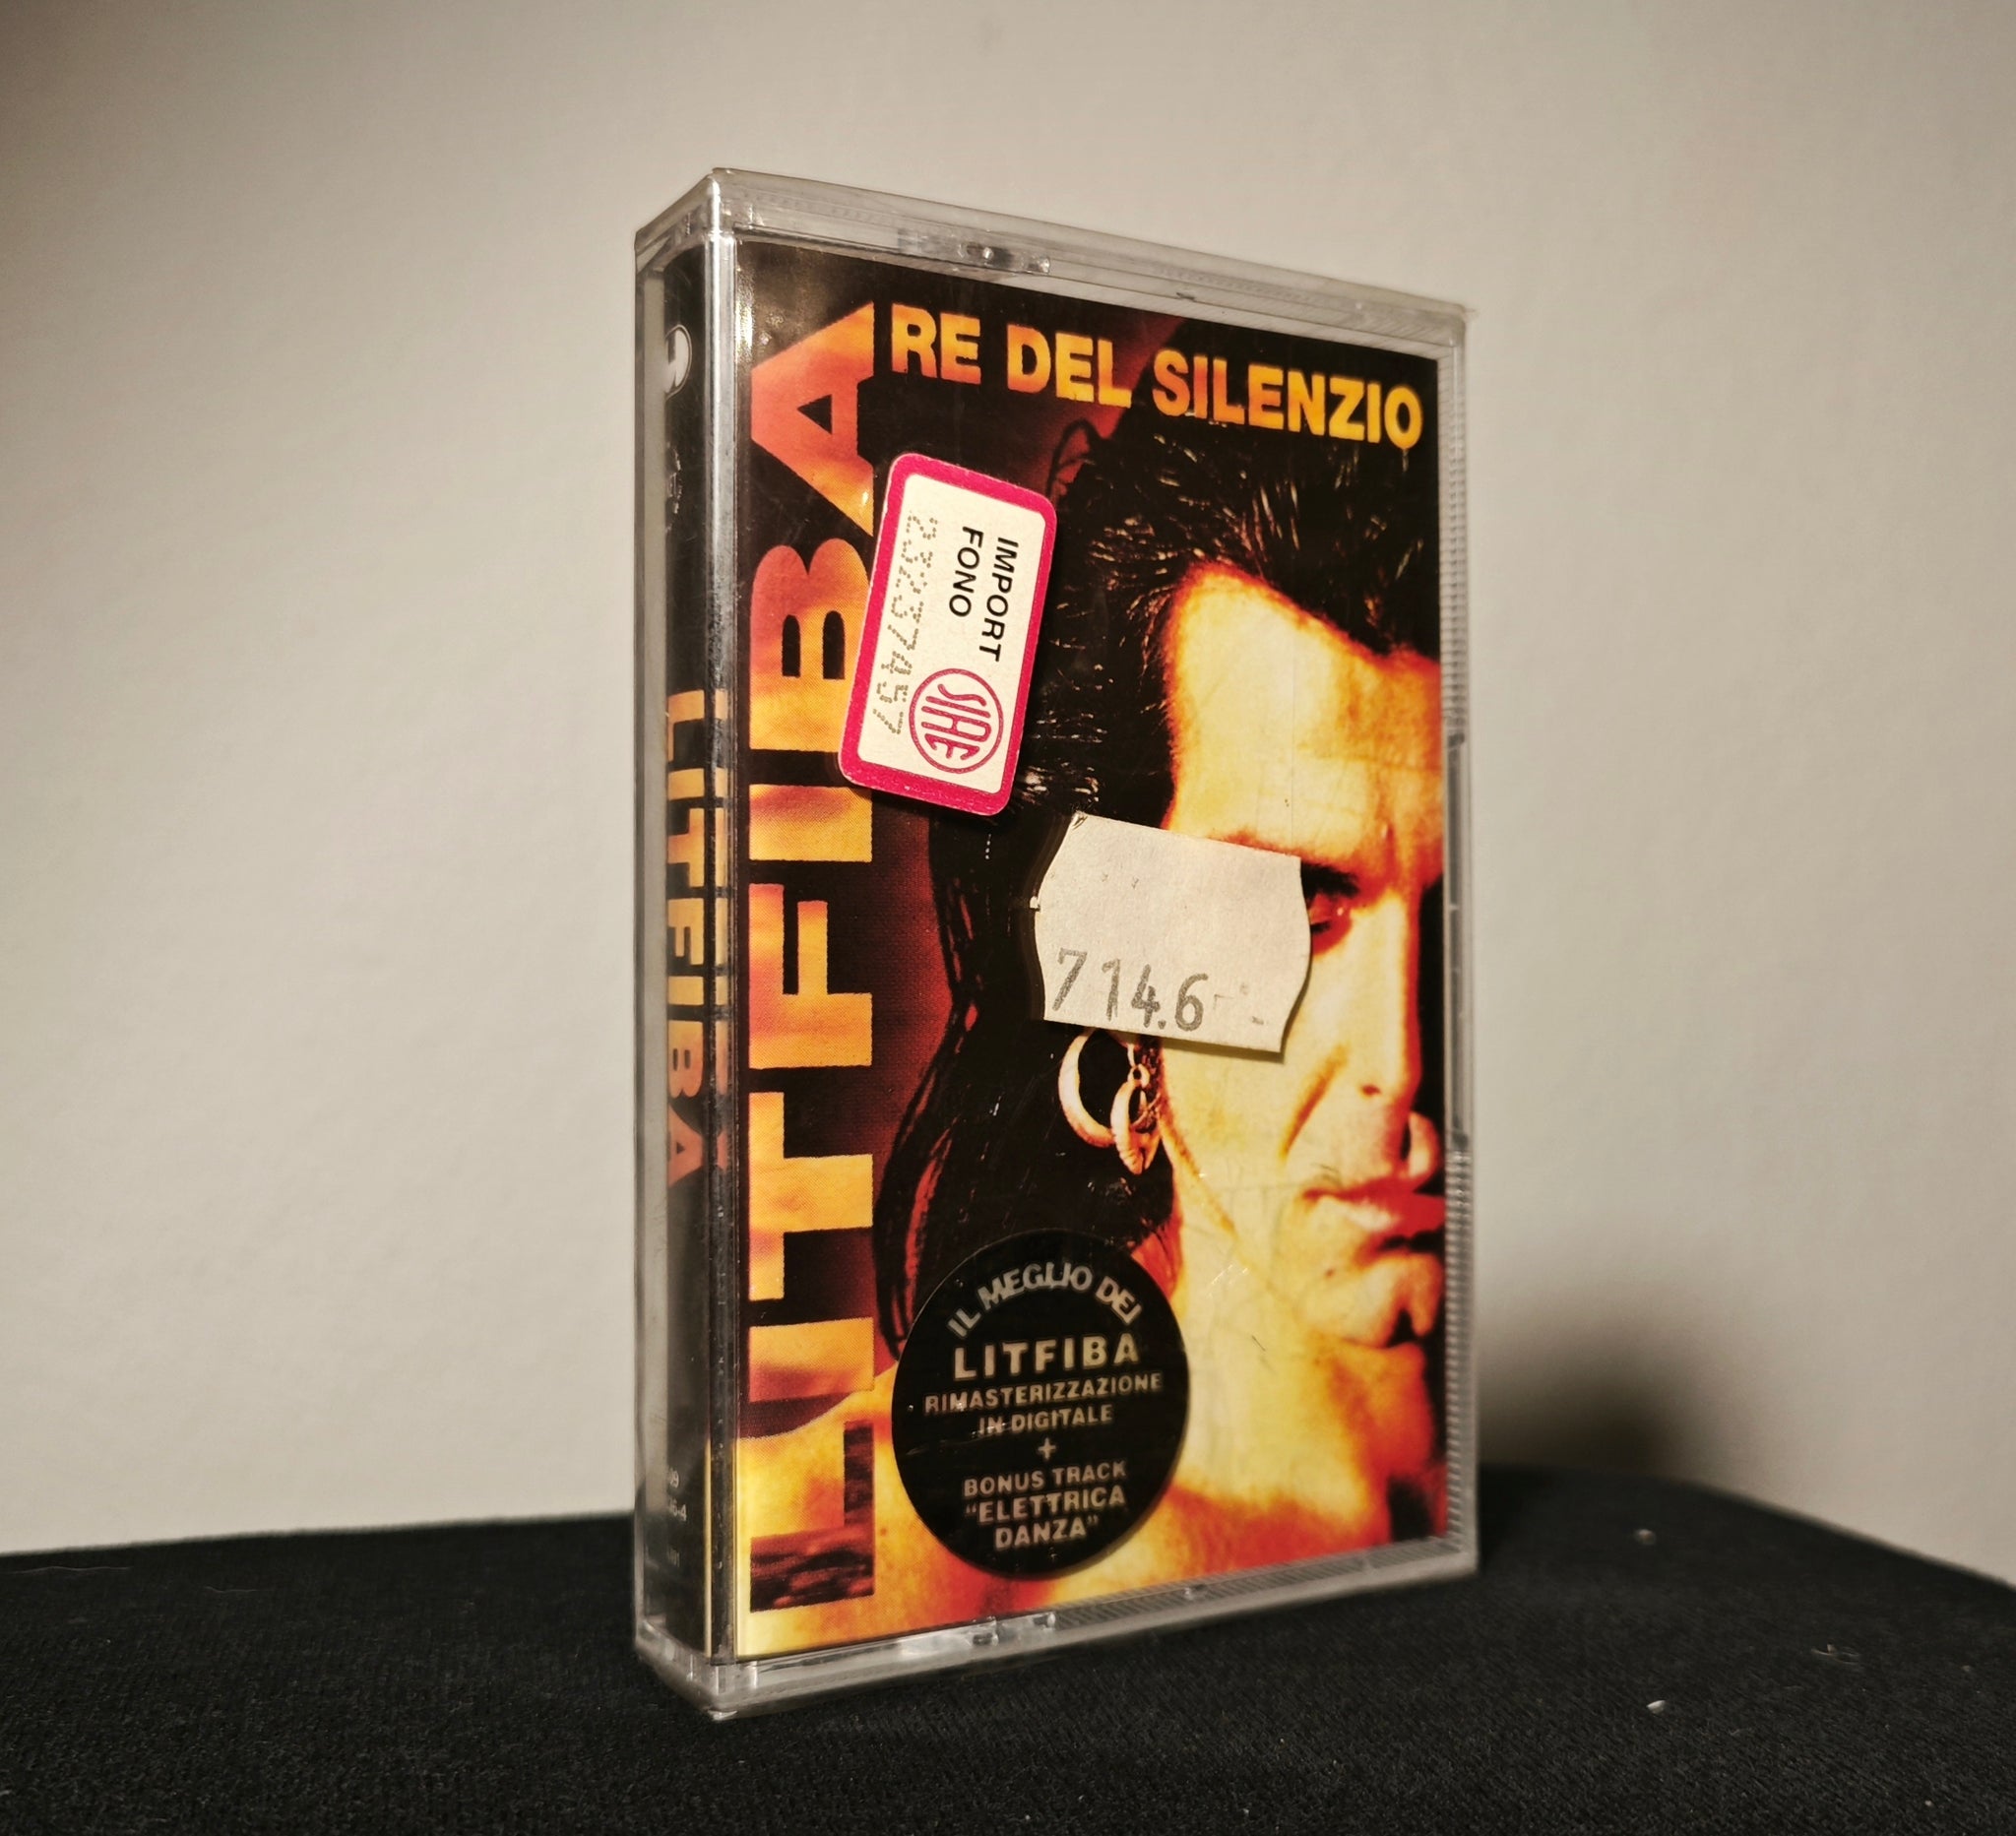 RE DEL SILENZIO
LITFIBA
LITFIBA
IMPORT
FONO
SIAE
714.6
IL MEGLIO DEI
LITFIBA
RIMASTERIZZAZIONE
IN DIGITALE
+
BONUS TRACK
"ELETTRICA
DANZA"